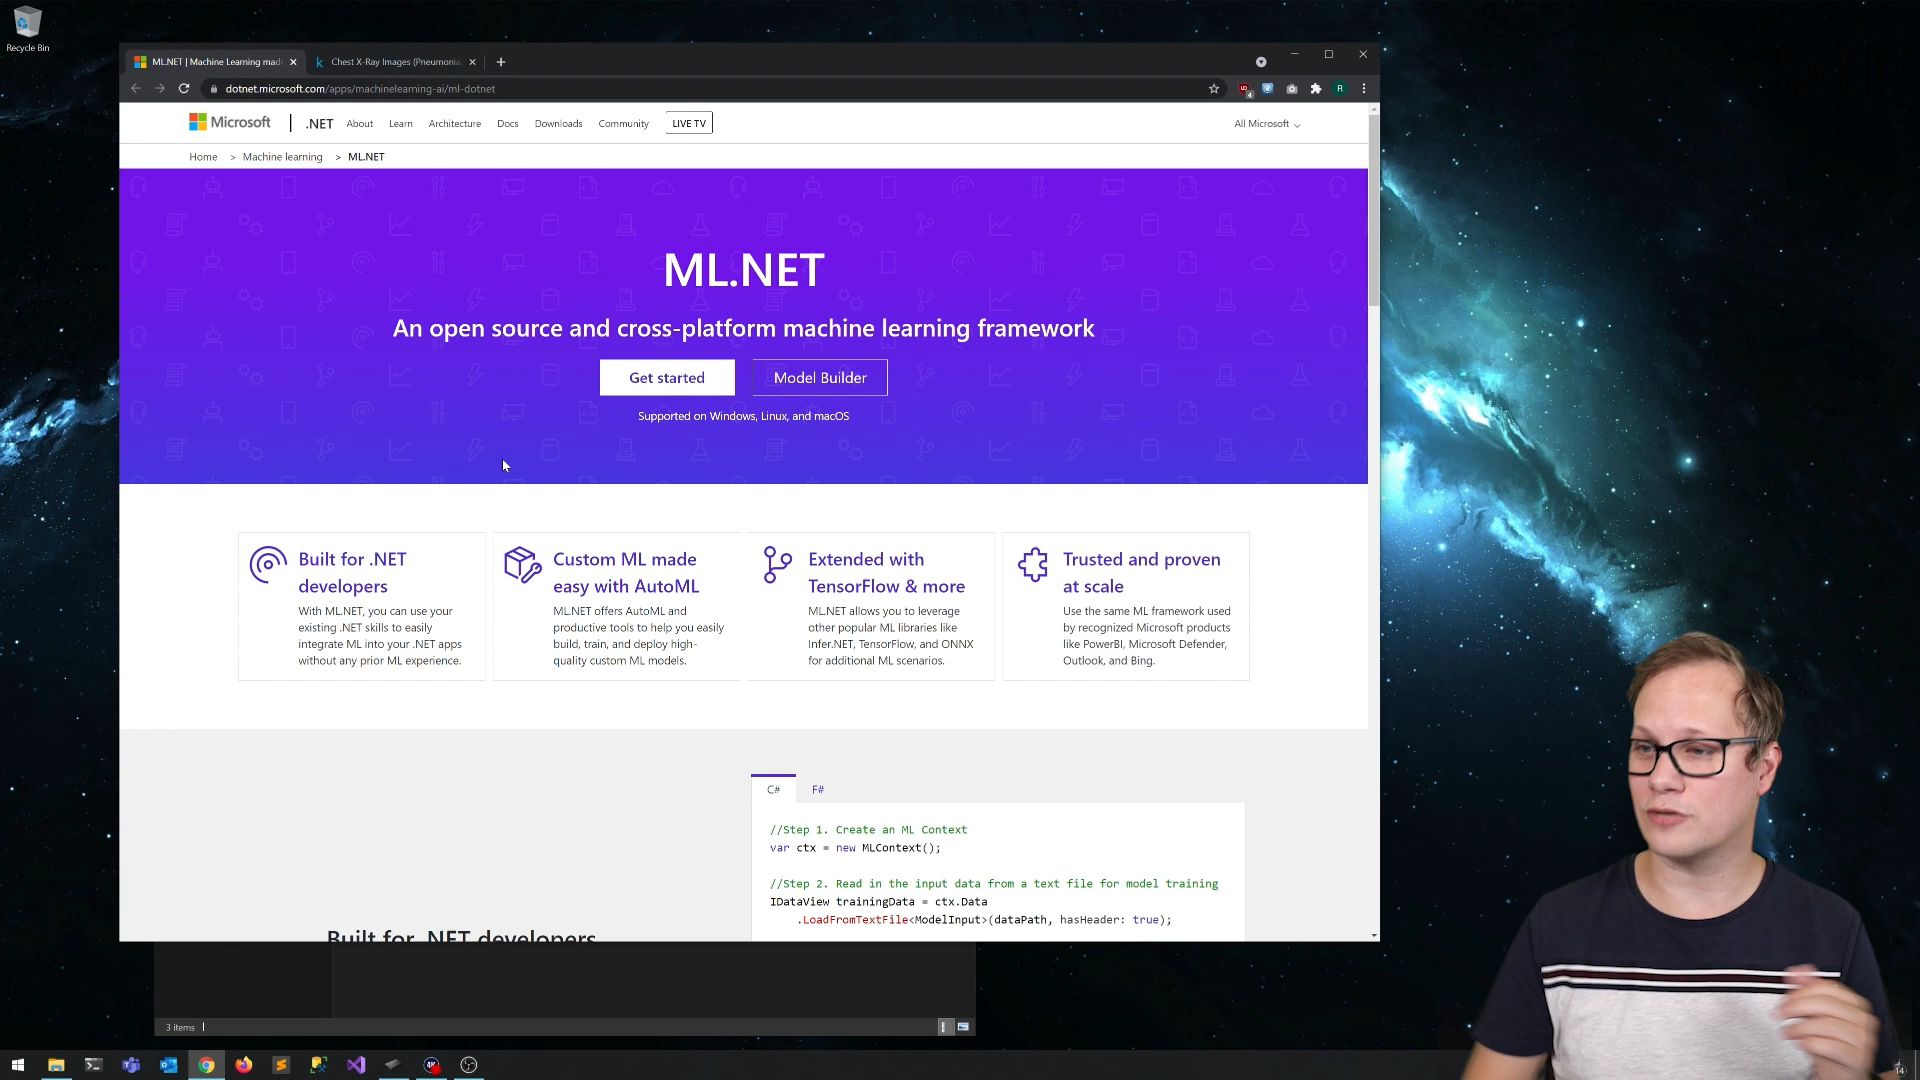 Recycle Bin
ML.NET | Machine Learning mad
Chest X-Ray Images (Pneumonia
dotnet.microsoft.com/apps/machinelearning-ai/ml-dotnet
R
4
Microsoft
.NET
About
Learn
Architecture
Docs
Downloads
Community
LIVE TV
All Microsoft
Home > Machine learning > ML.NET
ML.NET
An open source and cross-platform machine learning framework
Get started
Model Builder
Supported on Windows, Linux, and macOS
Built for .NET
developers
With ML.NET, you can use your
existing .NET skills to easily
integrate ML into your .NET apps
without any prior ML experience.
Custom ML made
easy with AutoML
ML.NET offers AutoML and
productive tools to help you easily
build, train, and deploy high-
quality custom ML models.
Extended with
TensorFlow & more
ML.NET allows you to leverage
other popular ML libraries like
Infer.NET, TensorFlow, and ONNX
for additional ML scenarios.
Trusted and proven
at scale
Use the same ML framework used
by recognized Microsoft products
like PowerBI, Microsoft Defender,
Outlook, and Bing.
C#
F#
//Step 1. Create an ML Context
var ctx = new MLContext();
//Step 2. Read in the input data from a text file for model training
IDataView trainingData = ctx.Data
.LoadFromTextFile<ModelInput>(dataPath, hasHeader: true);
Built for .NET developers
3 items
14